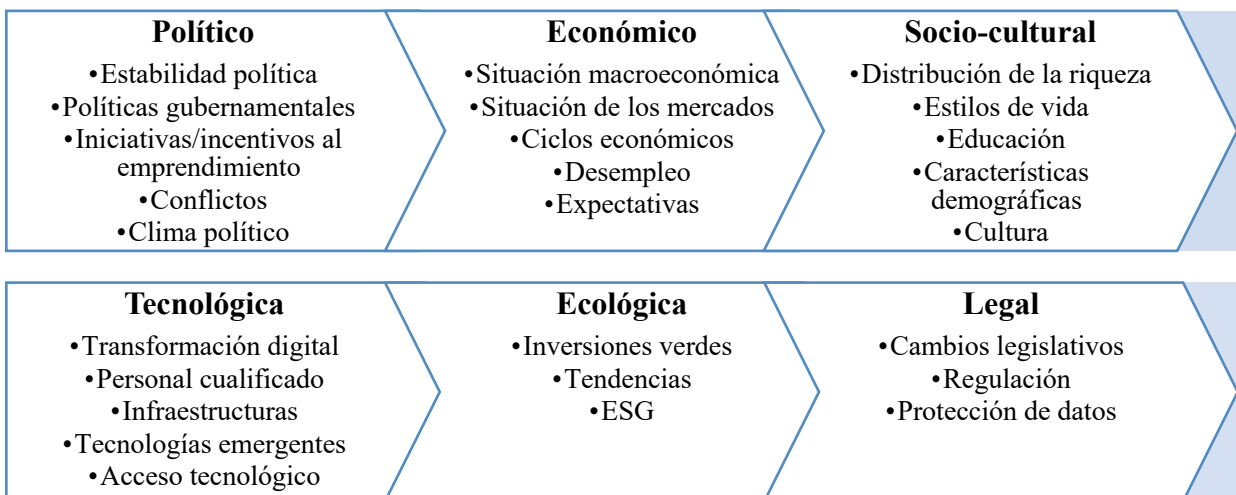 Político
•Estabilidad política
•Políticas gubernamentales
•Iniciativas/incentivos al
emprendimiento
•Conflictos
•Clima político
Económico
•Situación macroeconómica
•Situación de los mercados
•Ciclos económicos
•Desempleo
•Expectativas
Socio-cultural
•Distribución de la riqueza
•Estilos de vida
•Educación
•Características
demográficas
•Cultura
Tecnológica
•Transformación digital
•Personal cualificado
•Infraestructuras
•Tecnologías emergentes
•Acceso tecnológico
Ecológica
•Inversiones verdes
•Tendencias
•ESG
Legal
•Cambios legislativos
•Regulación
•Protección de datos